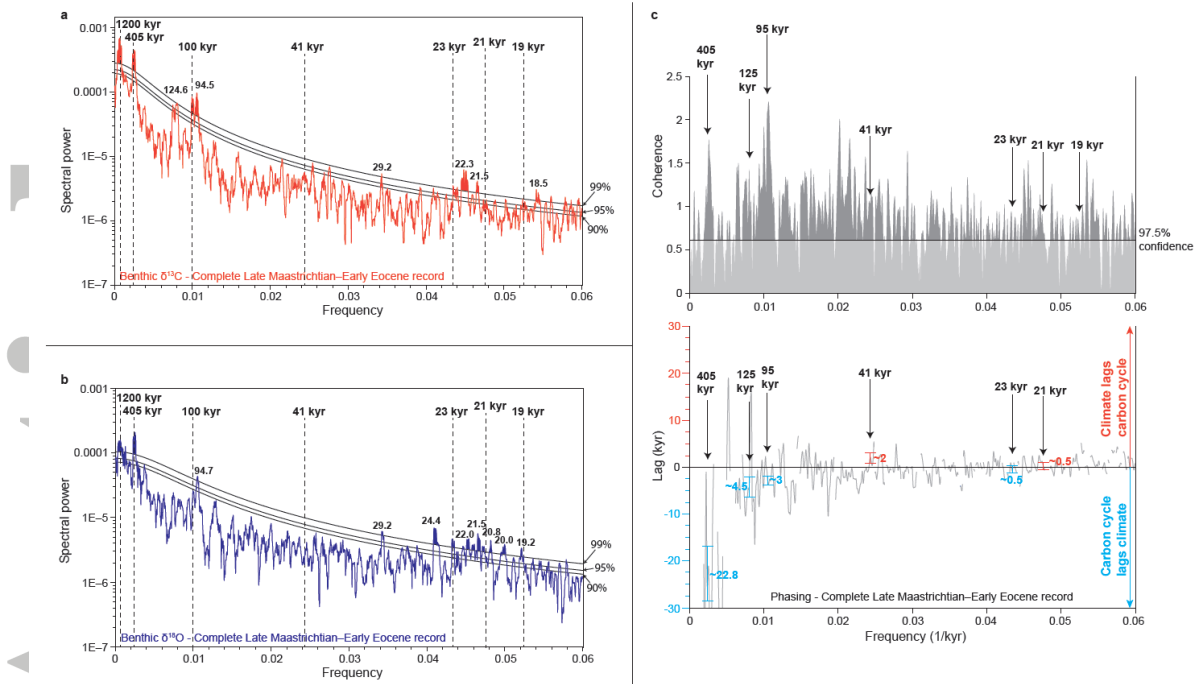 a
1200 kyr
405 kyr
100 kyr
41 kyr
23 kyr
21 kyr
19 kyr
0.001
0.0001
1E−5
1E−6
1E−7
Spectral power
124.6
94.5
29.2
22.3
21.5
18.5
99%
95%
90%
Benthic δ¹³C - Complete Late Maastrichtian–Early Eocene record
0 0.01 0.02 0.03 0.04 0.05 0.06
Frequency
b
1200 kyr
405 kyr
100 kyr
41 kyr
23 kyr
21 kyr
19 kyr
0.001
0.0001
1E−5
1E−6
1E−7
Spectral power
94.7
29.2
24.4
22.0
21.5
20.8
20.0
19.2
99%
95%
90%
Benthic δ¹⁸O - Complete Late Maastrichtian–Early Eocene record
0 0.01 0.02 0.03 0.04 0.05 0.06
Frequency
c
405
kyr
125
kyr
95 kyr
41 kyr
23 kyr
21 kyr
19 kyr
2.5
2
1.5
1
0.5
0
Coherence
97.5%
confidence
0 0.01 0.02 0.03 0.04 0.05 0.06
30
20
10
0
-10
-20
-30
Lag (kyr)
405
kyr
125
kyr
95
kyr
41 kyr
23 kyr
21 kyr
~22.8
~4.5
~3
~2
~0.5
~0.5
Climate lags
carbon cycle
Carbon cycle
lags climate
Phasing - Complete Late Maastrichtian–Early Eocene record
0 0.01 0.02 0.03 0.04 0.05 0.06
Frequency (1/kyr)